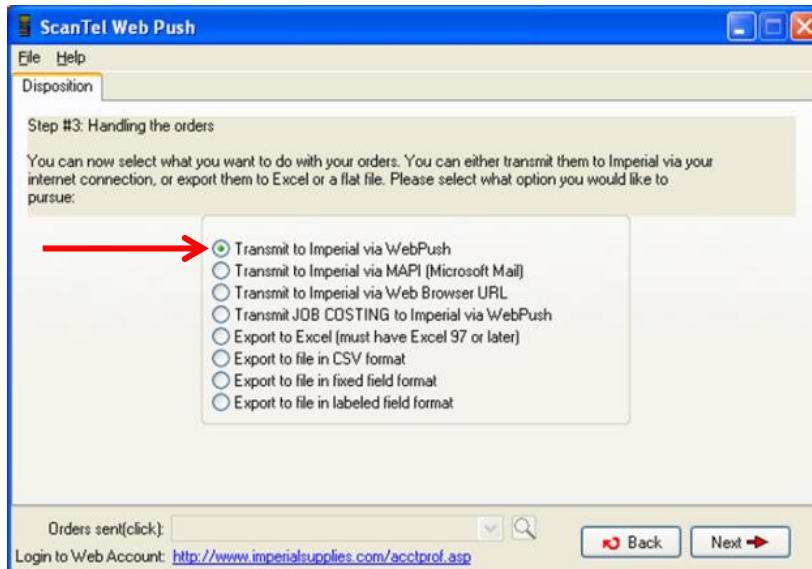 ScanTel Web Push
File Help
Disposition
Step #3: Handling the orders
You can now select what you want to do with your orders. You can either transmit them to Imperial via your
internet connection, or export them to Excel or a flat file. Please select what option you would like to
pursue:
Transmit to Imperial via WebPush
Transmit to Imperial via MAPI (Microsoft Mail)
Transmit to Imperial via Web Browser URL
Transmit JOB COSTING to Imperial via WebPush
Export to Excel (must have Excel 97 or later)
Export to file in CSV format
Export to file in fixed field format
Export to file in labeled field format
Orders sent(click):
Back Next
Login to Web Account: http://www.imperialsupplies.com/acctprof.asp